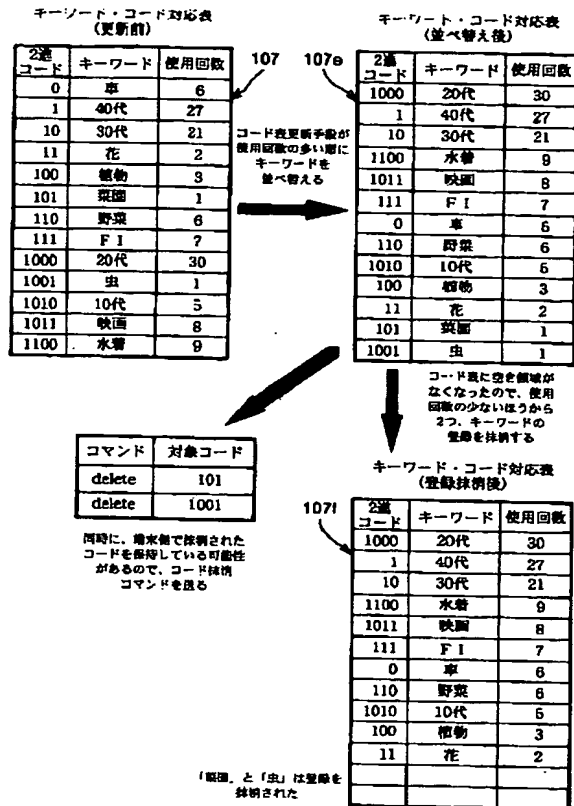 キーワード・コード対応表
(更新前)
107
2進コード キーワード 使用回数
0 車 6
1 40代 27
10 30代 21
11 花 2
100 植物 3
101 菜園 1
110 野菜 6
111 FI 7
1000 20代 30
1001 虫 1
1010 10代 5
1011 映画 8
1100 水着 9
コード表更新手段が
使用回数の多い順に
キーワードを
並べ替える
キーワード・コード対応表
(並べ替え後)
107e
2進コード キーワード 使用回数
1000 20代 30
1 40代 27
10 30代 21
1100 水着 9
1011 映画 8
111 FI 7
0 車 6
110 野菜 6
1010 10代 5
100 植物 3
11 花 2
101 菜園 1
1001 虫 1
コード表に空き領域が
なくなったので、使用
回数の少ないほうから
2つ、キーワードの
登録を抹消する
コマンド 対象コード
delete 101
delete 1001
同時に、端末側で抹消された
コードを保持している可能性
があるので、コード抹消
コマンドを送る
キーワード・コード対応表
(登録抹消後)
107f
2進コード キーワード 使用回数
1000 20代 30
1 40代 27
10 30代 21
1100 水着 9
1011 映画 8
111 FI 7
0 車 6
110 野菜 6
1010 10代 5
100 植物 3
11 花 2
「菜園」と「虫」は登録を
抹消された